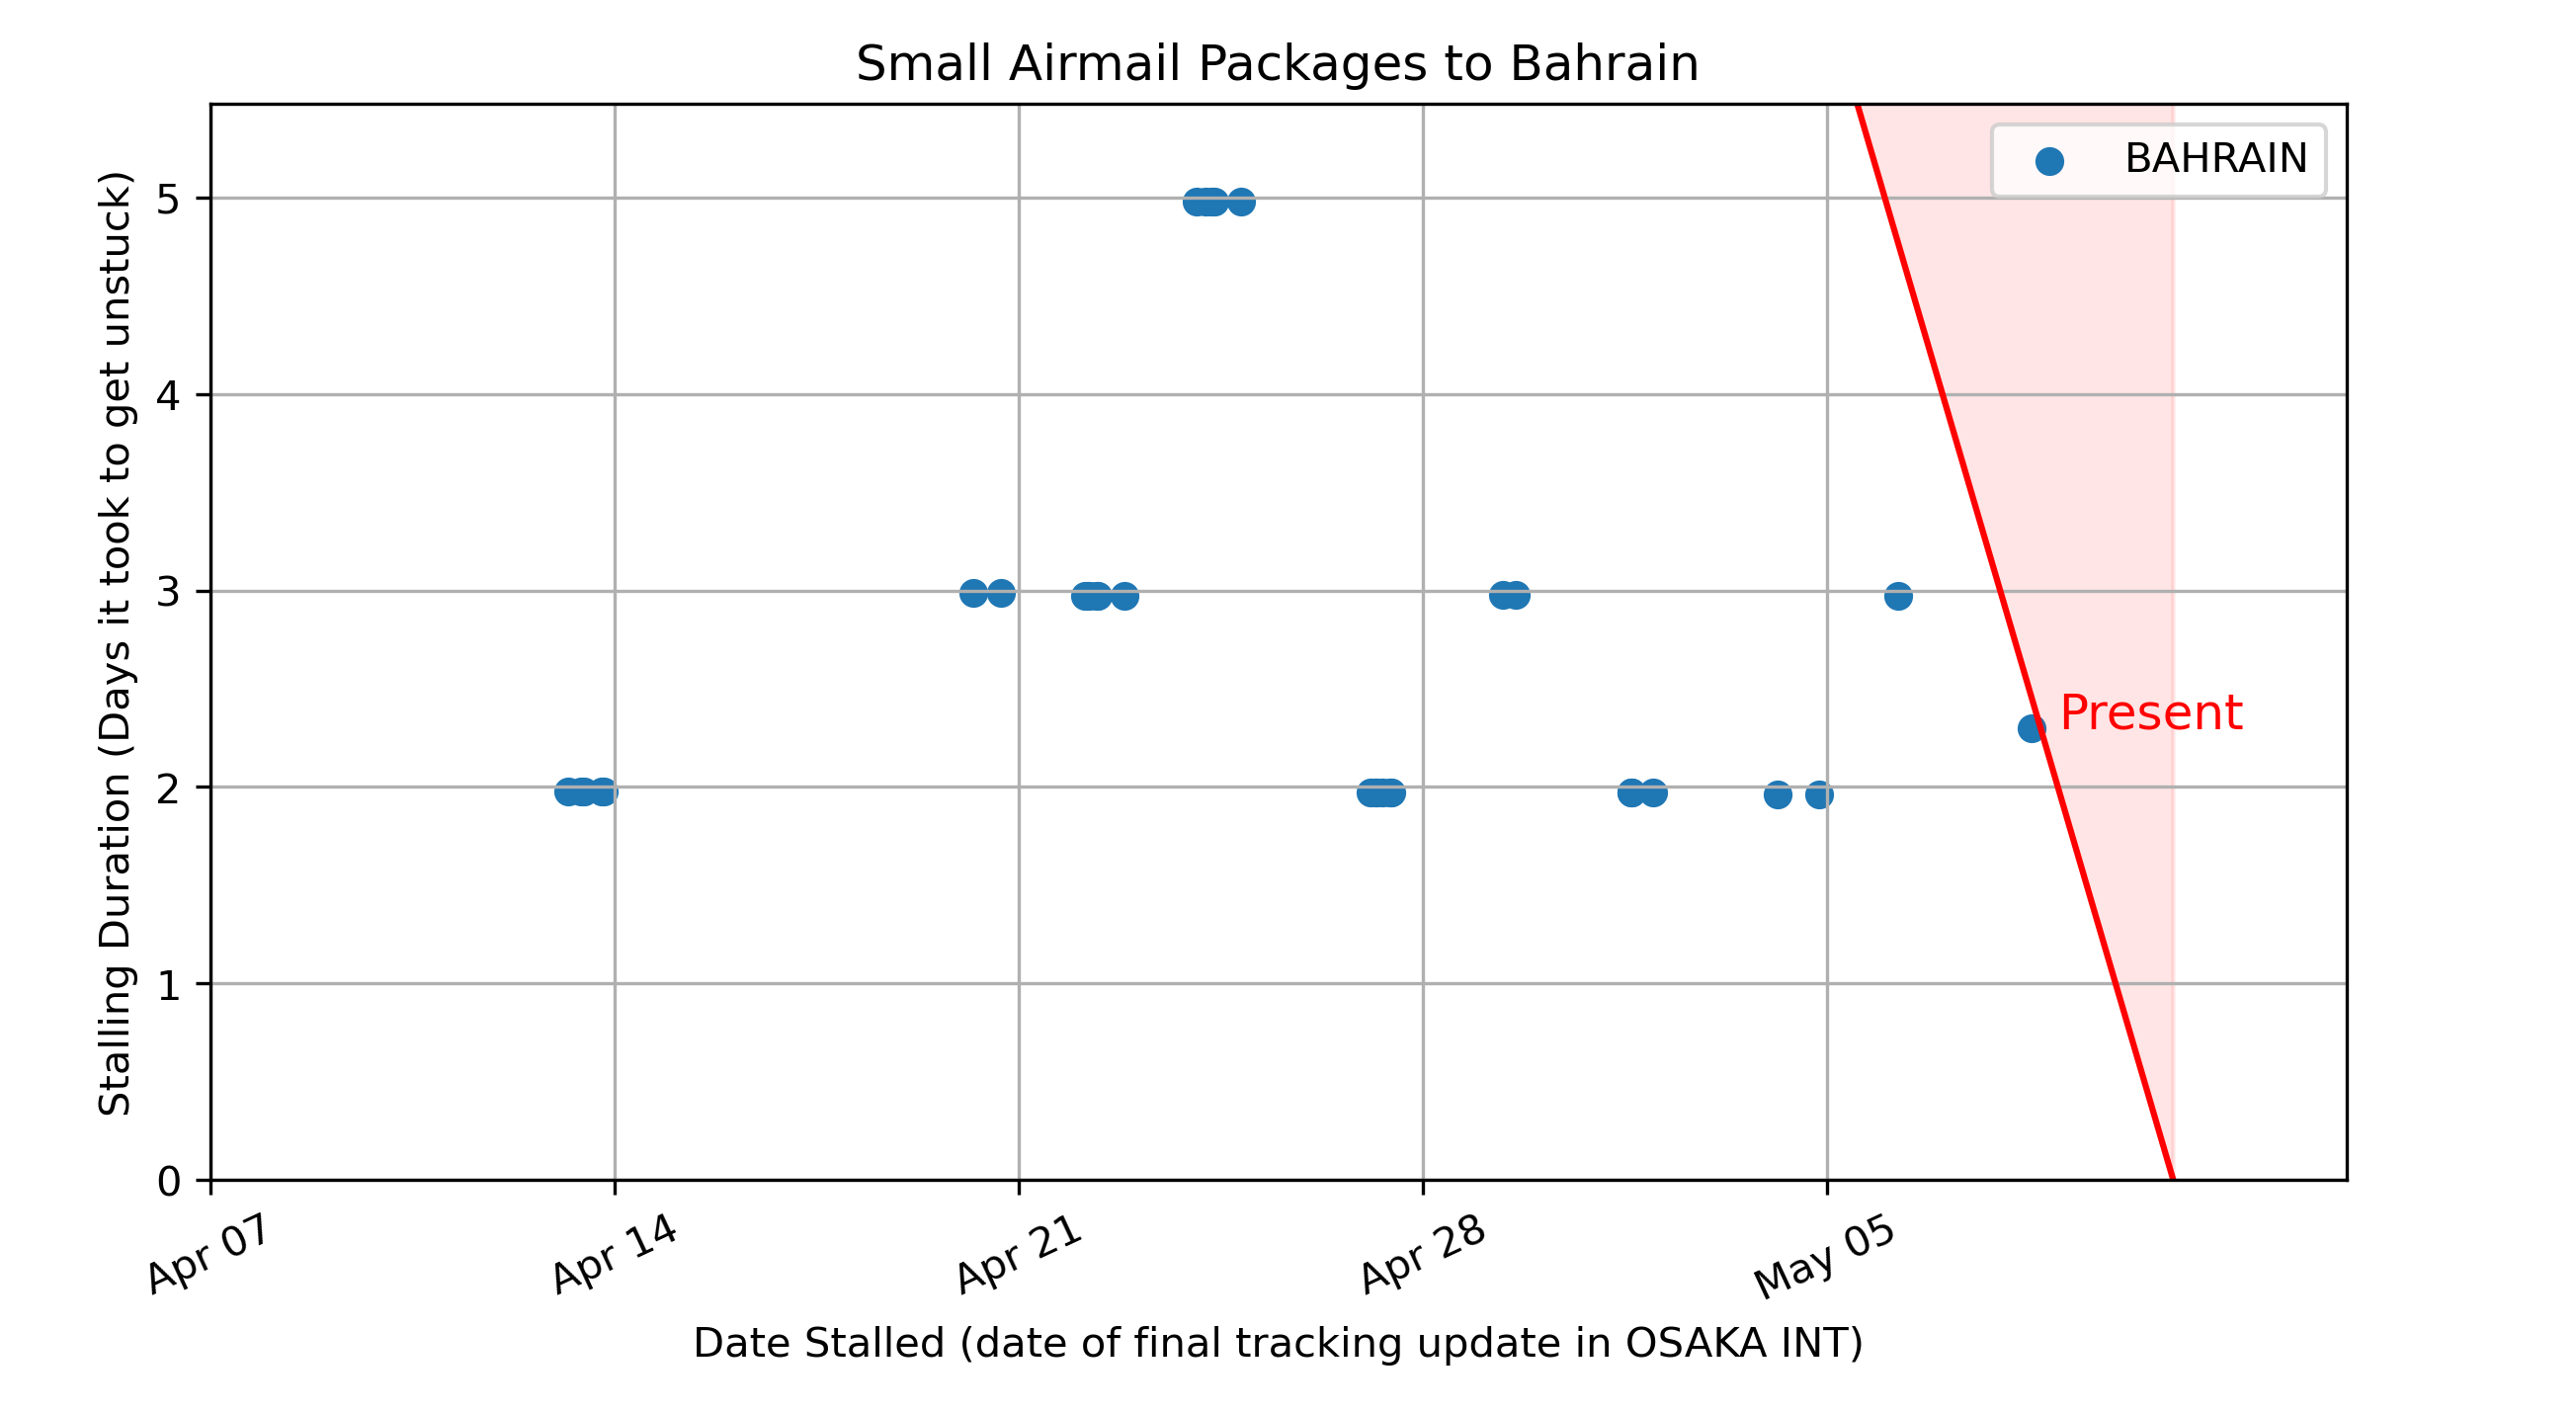 Small Airmail Packages to Bahrain
BAHRAIN
Stalling Duration (Days it took to get unstuck)
5
4
3
2
1
0
Present
Apr 07
Apr 14
Apr 21
Apr 28
May 05
Date Stalled (date of final tracking update in OSAKA INT)